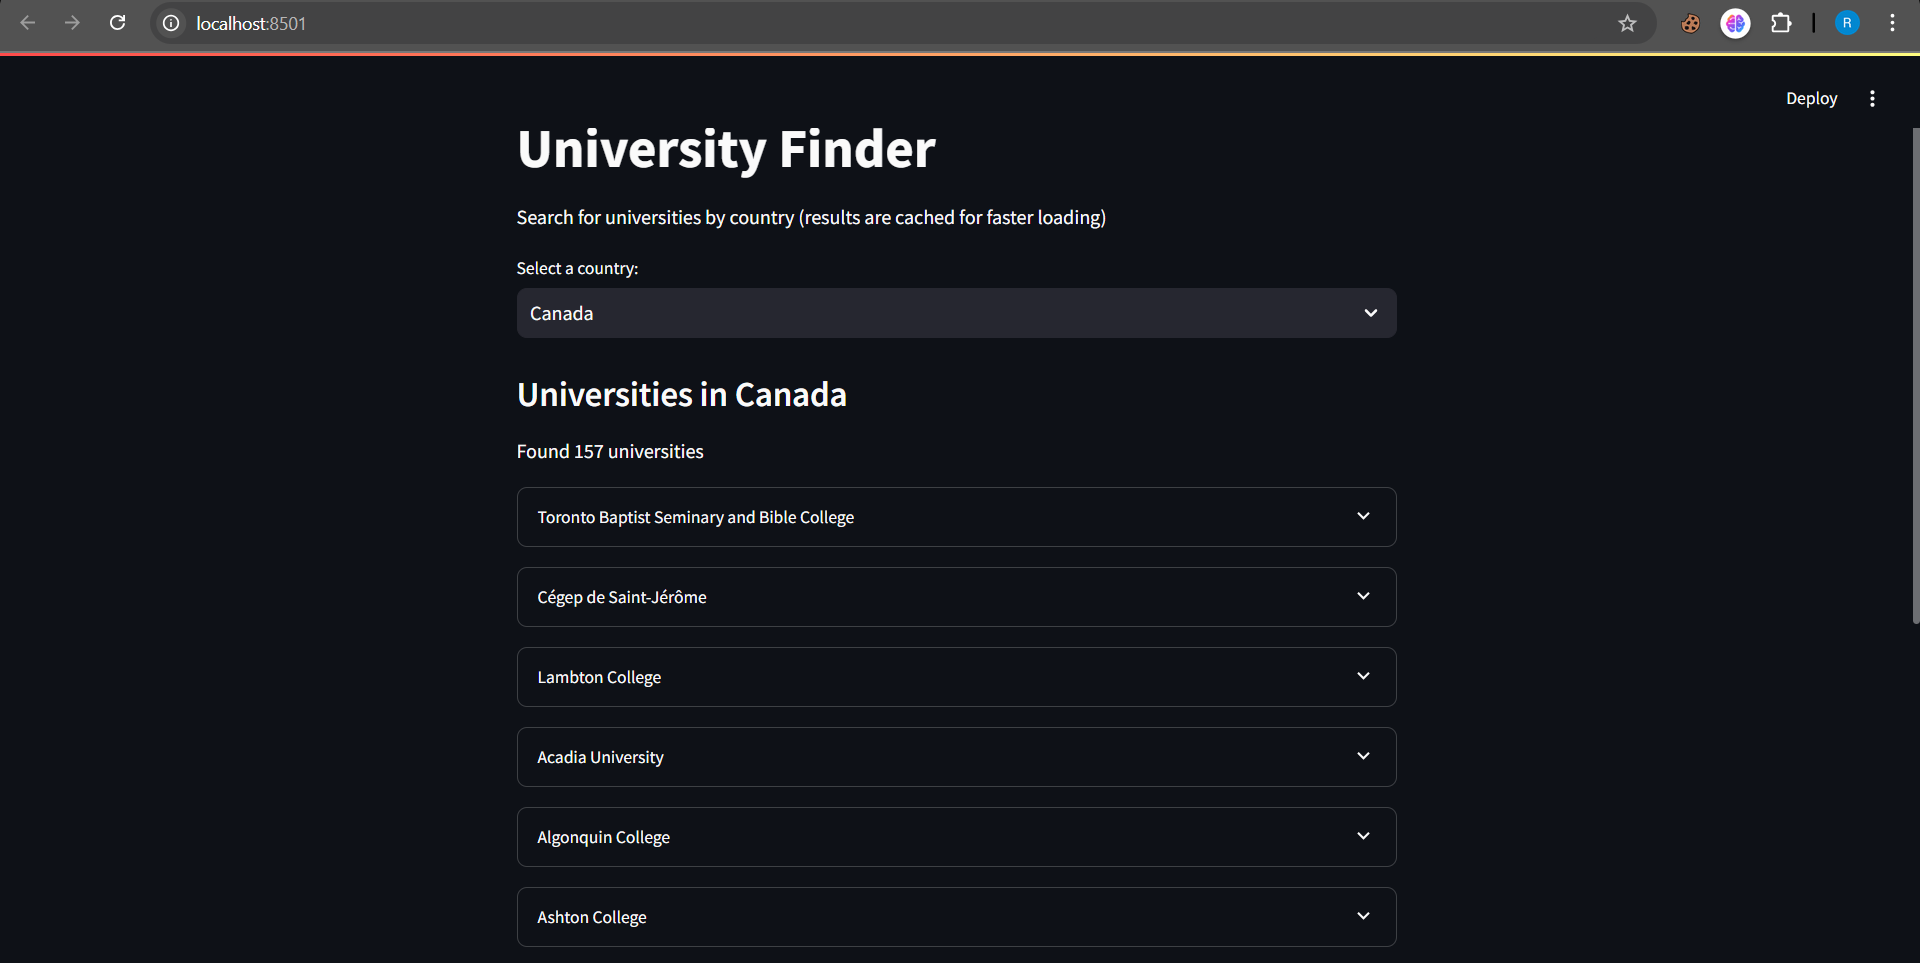 localhost:8501
R
Deploy
University Finder
Search for universities by country (results are cached for faster loading)
Select a country:
Canada
Universities in Canada
Found 157 universities
Toronto Baptist Seminary and Bible College
Cégep de Saint-Jérôme
Lambton College
Acadia University
Algonquin College
Ashton College